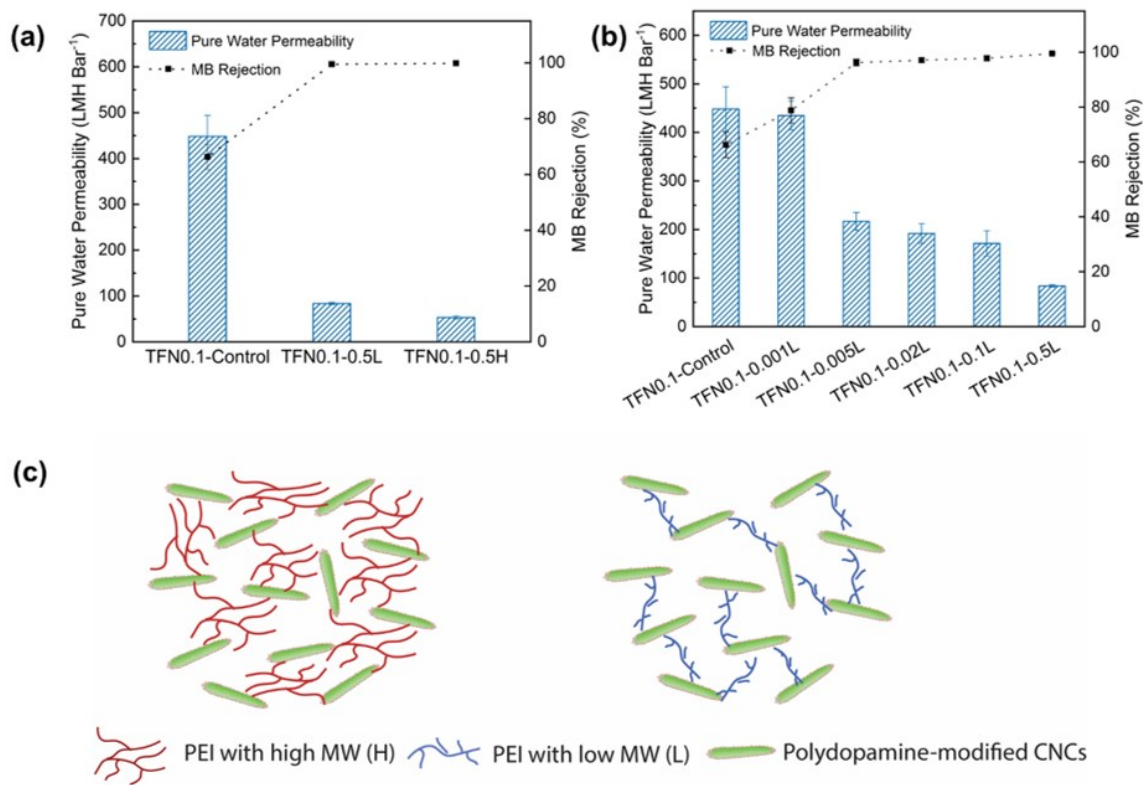 (a)
Pure Water Permeability (LMH Bar⁻¹)
700
600
500
400
300
200
100
0
Pure Water Permeability
MB Rejection
100
80
60
40
20
0
MB Rejection (%)
TFN0.1-Control
TFN0.1-0.5L
TFN0.1-0.5H
(b)
Pure Water Permeability (LMH Bar⁻¹)
600
500
400
300
200
100
0
Pure Water Permeability
MB Rejection
100
80
60
40
20
0
MB Rejection (%)
TFN0.1-Control
TFN0.1-0.001L
TFN0.1-0.005L
TFN0.1-0.02L
TFN0.1-0.1L
TFN0.1-0.5L
(c)
PEI with high MW (H)
PEI with low MW (L)
Polydopamine-modified CNCs